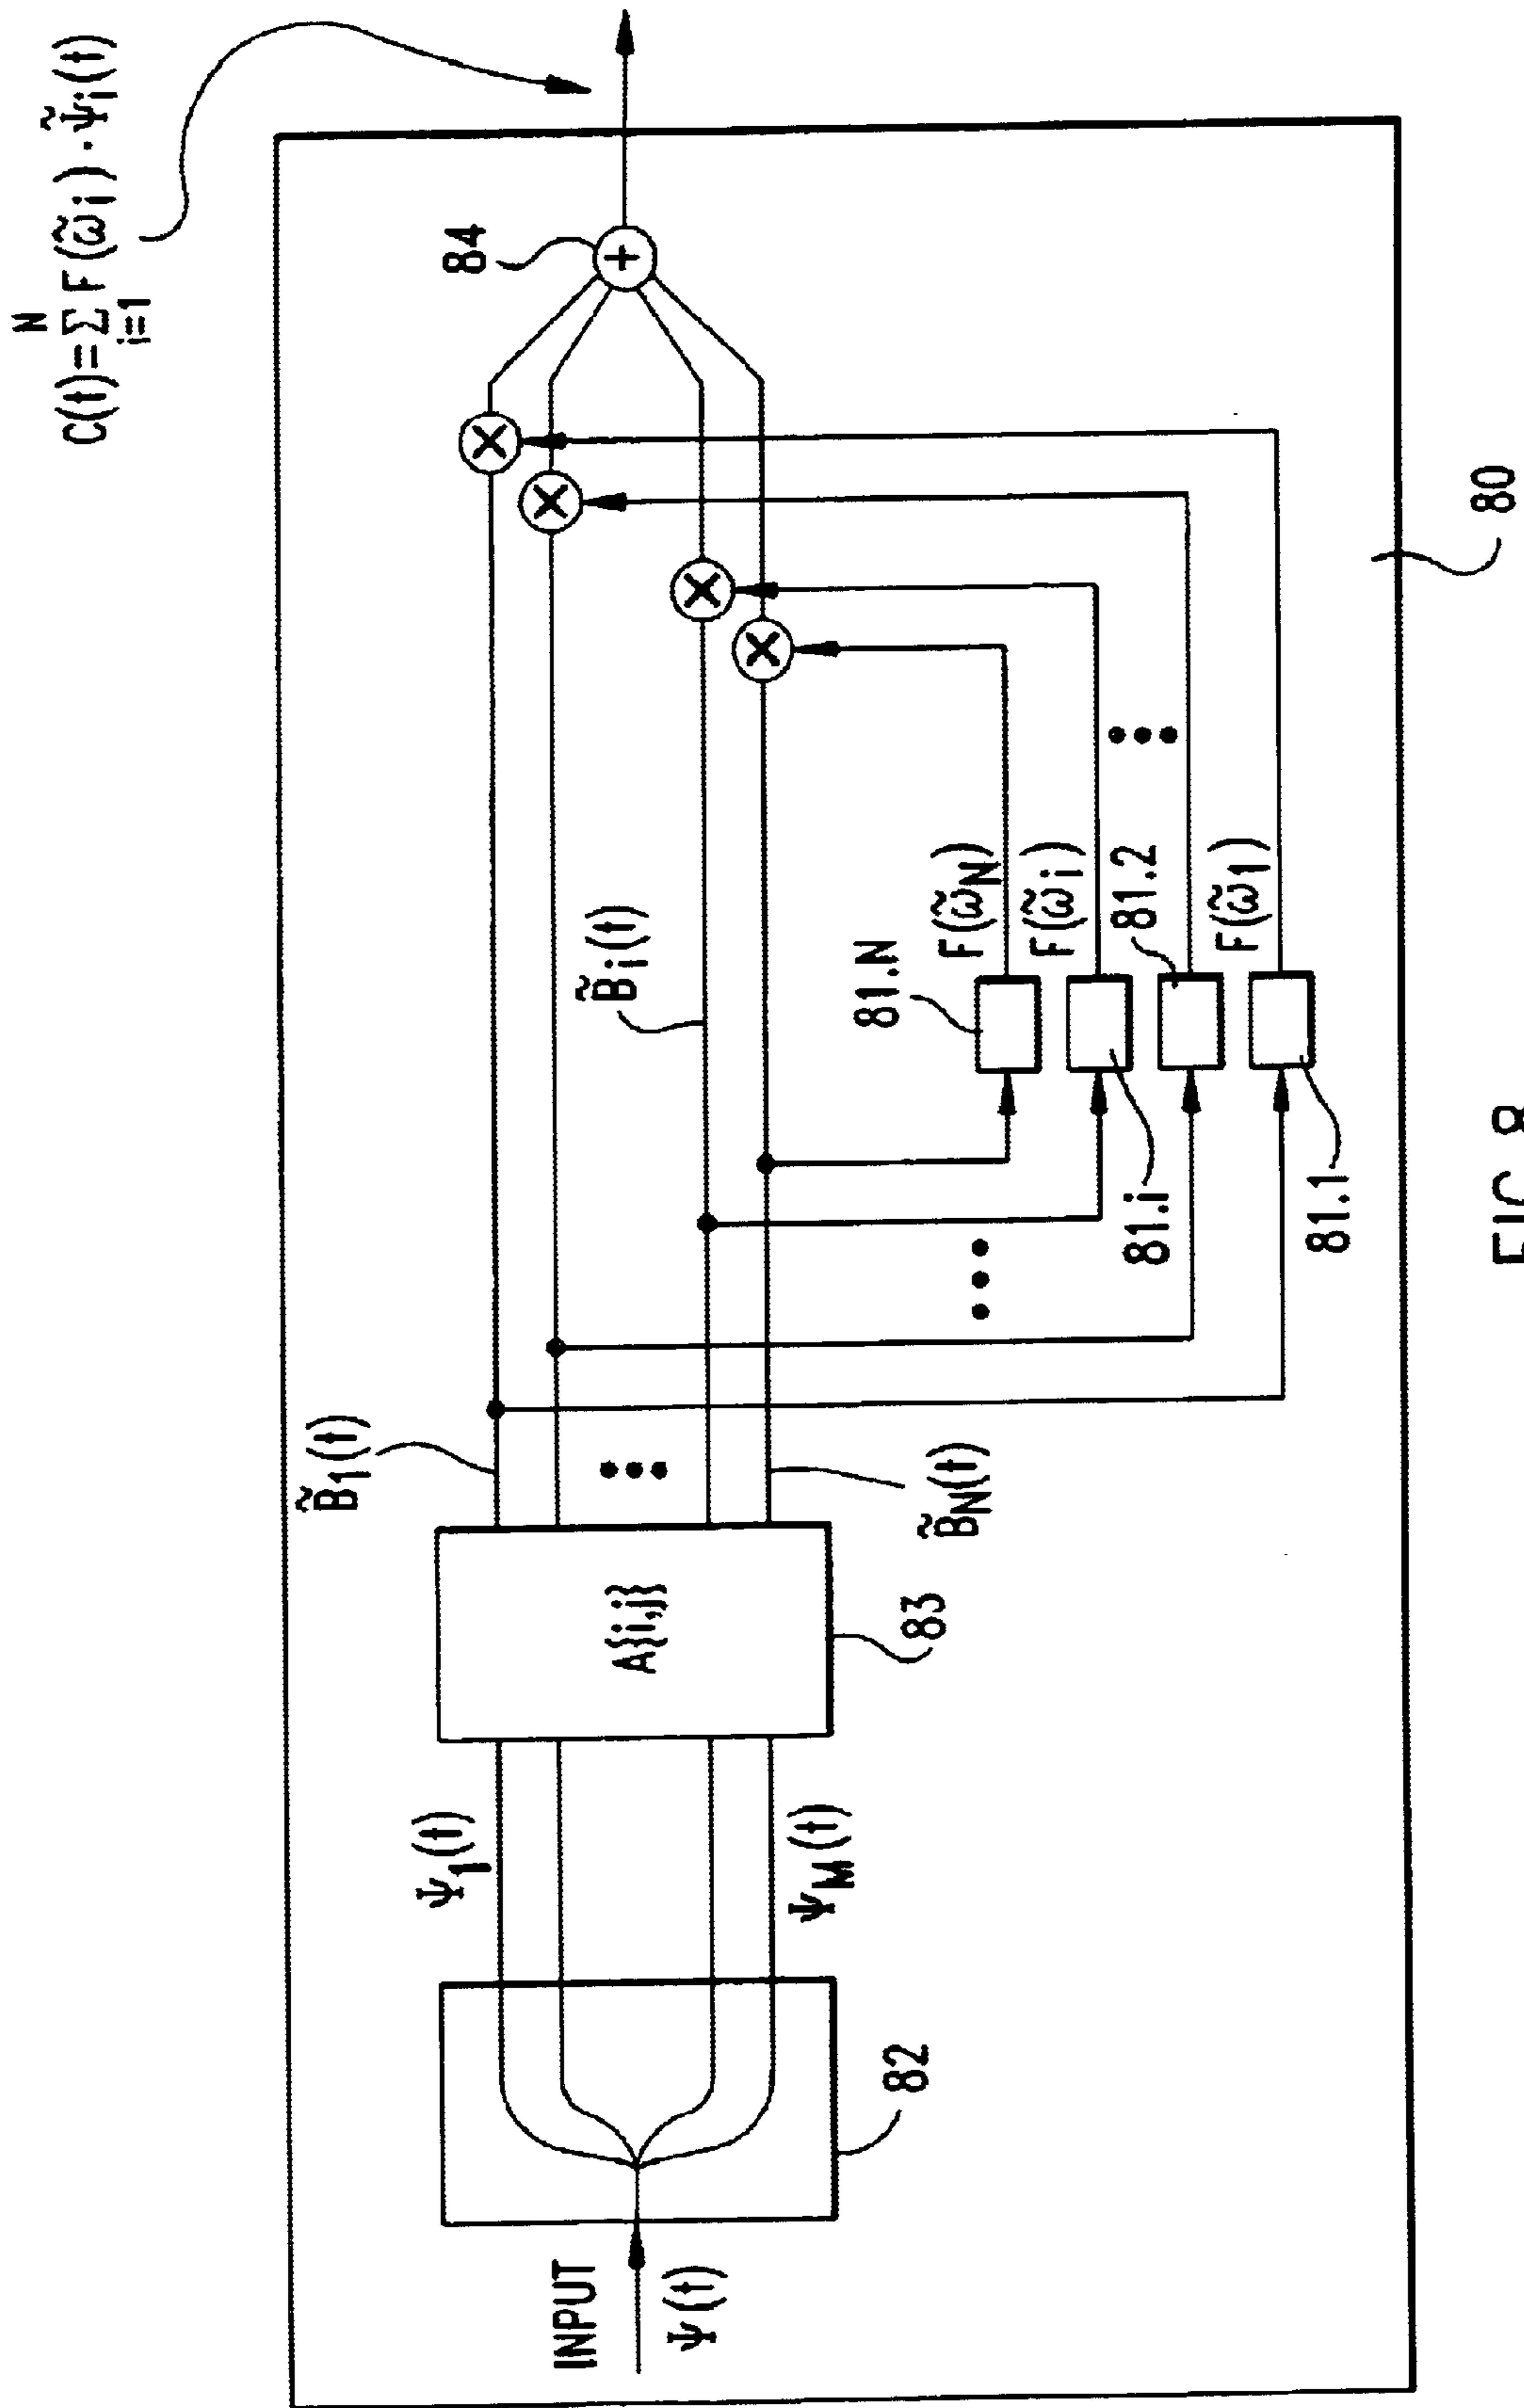 C(t)=
N
Σ
i=1
F(ω̃i)·Ψ̃i(t)
84
INPUT
Ψ(t)
82
Ψ1(t)
ΨM(t)
A{i,j}
83
B̃1(t)
B̃i(t)
B̃N(t)
81.N
F(ω̃N)
F(ω̃i)
81.i
81.2
F(ω̃1)
81.1
80
FIG. 8